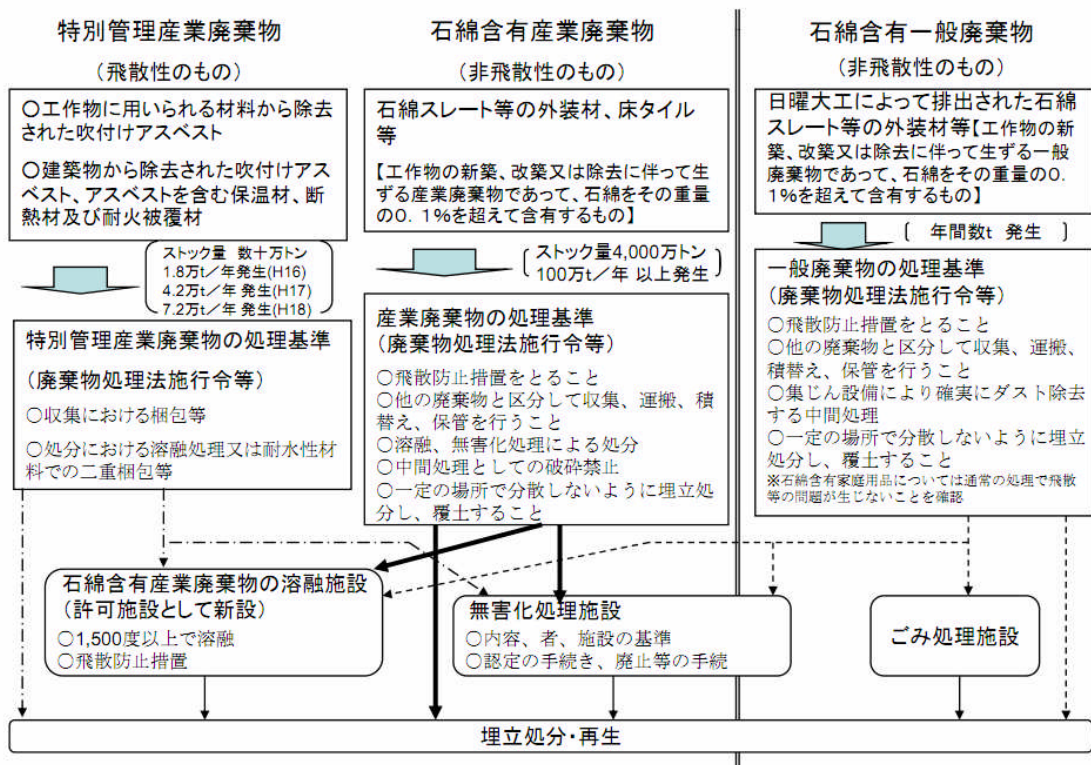 特別管理産業廃棄物
(飛散性のもの)
○工作物に用いられる材料から除去
された吹付けアスベスト
○建築物から除去された吹付けアス
ベスト、アスベストを含む保温材、断
熱材及び耐火被覆材
ストック量 数十万トン
1.8万t/年発生(H16)
4.2万t/年 発生(H17)
7.2万t/年 発生(H18)
特別管理産業廃棄物の処理基準
(廃棄物処理法施行令等)
○収集における梱包等
○処分における溶融処理又は耐水性材
料での二重梱包等
石綿含有産業廃棄物
(非飛散性のもの)
石綿スレート等の外装材、床タイル
等
【工作物の新築、改築又は除去に伴って生
ずる産業廃棄物であって、石綿をその重量
の0.1%を超えて含有するもの】
ストック量4,000万トン
100万t/年 以上発生
産業廃棄物の処理基準
(廃棄物処理法施行令等)
○飛散防止措置をとること
○他の廃棄物と区分して収集、運搬、積
替え、保管を行うこと
○溶融、無害化処理による処分
○中間処理としての破砕禁止
○一定の場所で分散しないように埋立処
分し、覆土すること
石綿含有一般廃棄物
(非飛散性のもの)
日曜大工によって排出された石綿
スレート等の外装材等【工作物の新
築、改築又は除去に伴って生ずる一般
廃棄物であって、石綿をその重量の0.
1%を超えて含有するもの】
年間数t 発生
一般廃棄物の処理基準
(廃棄物処理法施行令等)
○飛散防止措置をとること
○他の廃棄物と区分して収集、運搬、
積替え、保管を行うこと
○集じん設備により確実にダスト除去
する中間処理
○一定の場所で分散しないように埋立
処分し、覆土すること
※石綿含有家庭用品については通常の処理で飛散
等の問題が生じないことを確認
石綿含有産業廃棄物の溶融施設
(許可施設として新設)
○1,500度以上で溶融
○飛散防止措置
無害化処理施設
○内容、者、施設の基準
○認定の手続き、廃止等の手続
ごみ処理施設
埋立処分・再生